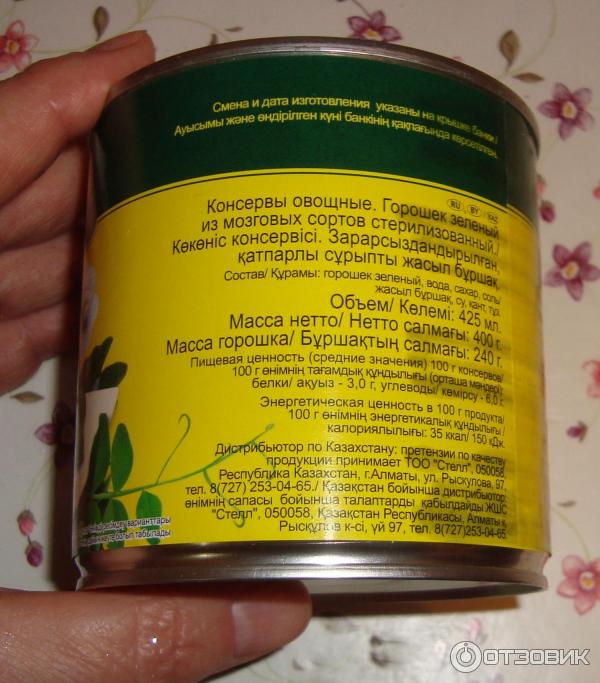 Смена и дата изготовления указаны на крышке банки /
Ауысымы және өндірілген күні банкінің қақпағында көрсетілген.
RU , BY / KAZ
Консервы овощные. Горошек зеленый
из мозговых сортов стерилизованный./
Көкөніс консервісі. Зарарсыздандырылған,
қатпарлы сұрыпты жасыл бұршақ.
Состав/ Құрамы: горошек зеленый, вода, сахар, соль/
жасыл бұршақ, су, қант, тұз.
Объем/ Көлемі: 425 мл.
Масса нетто/ Нетто салмағы: 400 г.
Масса горошка/ Бұршақтың салмағы: 240 г.
Пищевая ценность (средние значения) 100 г консервов/
100 г өнімнің тағамдық құндылығы (орташа мәндері):
белки/ ақуыз - 3,0 г, углеводы/ көмірсу - 6,0 г.
Энергетическая ценность в 100 г продукта/
100 г өнімнің энергетикалық құндылығы /
калориялылығы: 35 ккал/ 150 кДж.
Дистрибьютор по Казахстану: претензии по качеству
продукции принимает ТОО "Стелл", 050058,
Республика Казахстан, г.Алматы, ул. Рыскулова, 97,
тел. 8(727) 253-04-65./ Қазақстан бойынша дистрибьютор:
өнімнің сапасы бойынша талаптарды қабылдайды ЖШС
"Стелл", 050058, Қазақстан Республикасы, Алматы қ.
Рысқұлов к-сі, үй 97, тел. 8(727)253-04-65.
варианттары
болып табылады
ОТЗОВИК